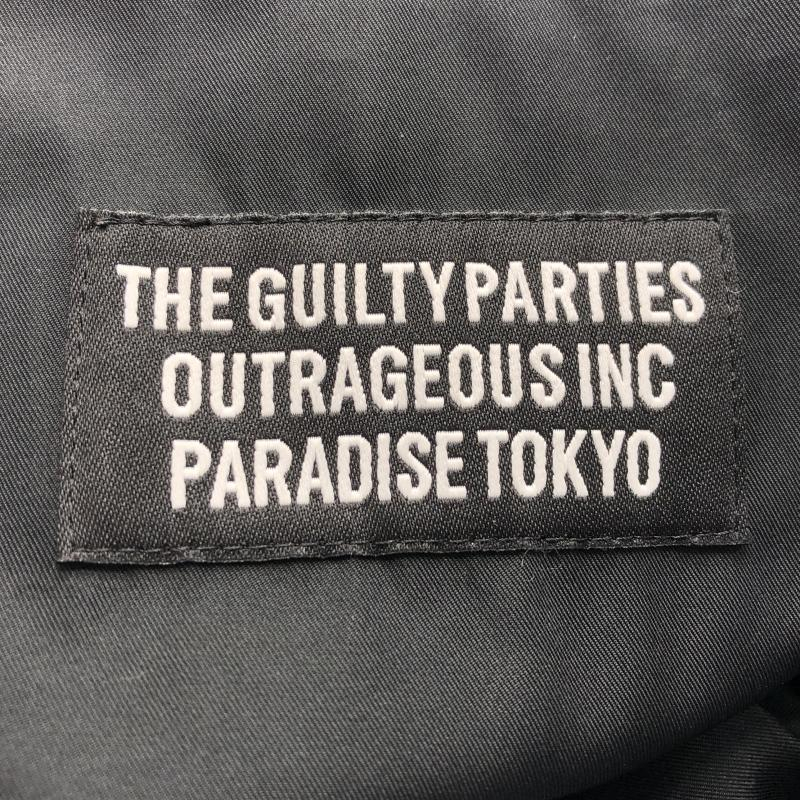 THE GUILTY PARTIES
OUTRAGEOUS INC
PARADISE TOKYO